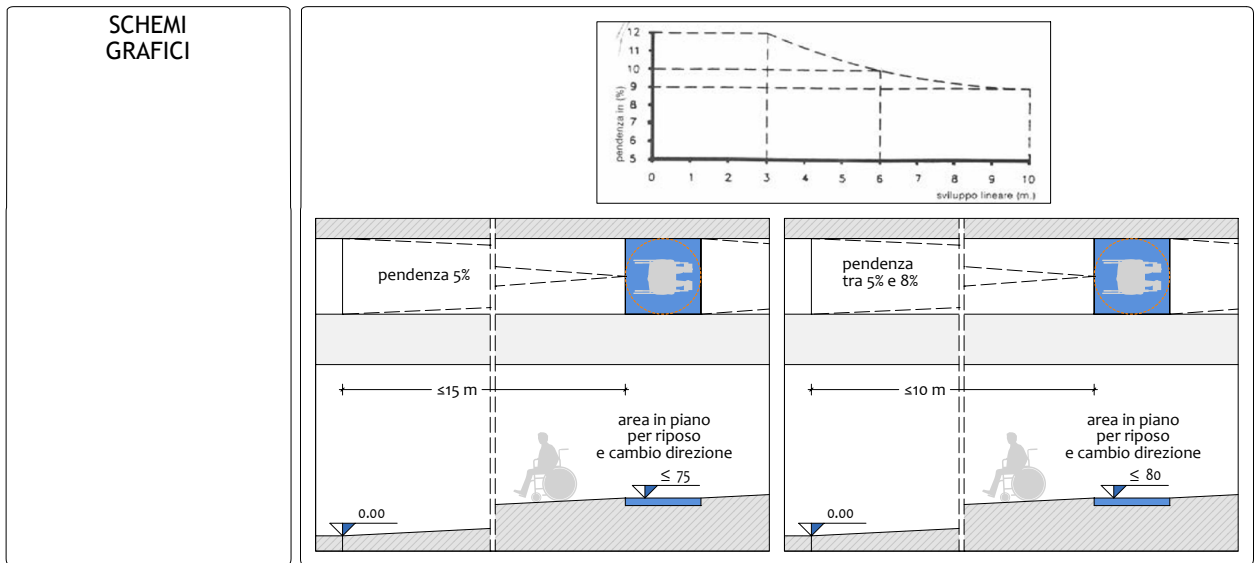 SCHEMI
GRAFICI
12
11
10
9
8
7
6
5
pendenza in (%)
0 1 2 3 4 5 6 7 8 9 10
sviluppo lineare (m.)
pendenza 5%
≤15 m
area in piano
per riposo
e cambio direzione
≤ 75
0.00
pendenza
tra 5% e 8%
≤10 m
area in piano
per riposo
e cambio direzione
≤ 80
0.00